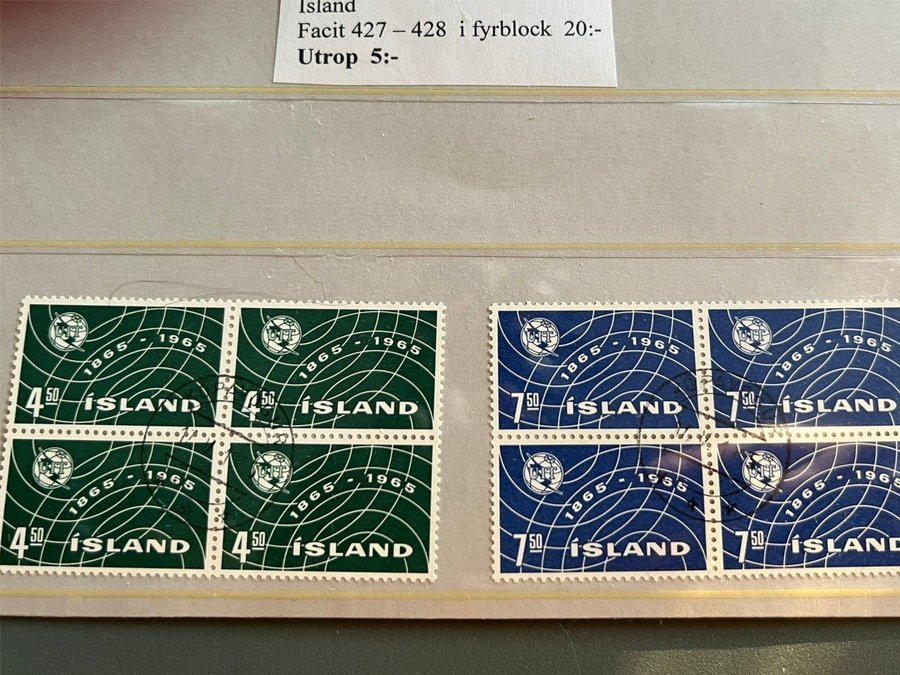 Island
Facit 427 – 428 i fyrblock 20:-
Utrop 5:-
1865 - 1965
4 50 ÍSLAND
1865 - 1965
4 50 ÍSLAND
1865 - 1965
7 50 ÍSLAND
1865 - 1965
7 50 ÍSLAND
1865 - 1965
4 50 ÍSLAND
1865 - 1965
4 50 ÍSLAND
1865 - 1965
7 50 ÍSLAND
1865 - 1965
7 50 ÍSLAND